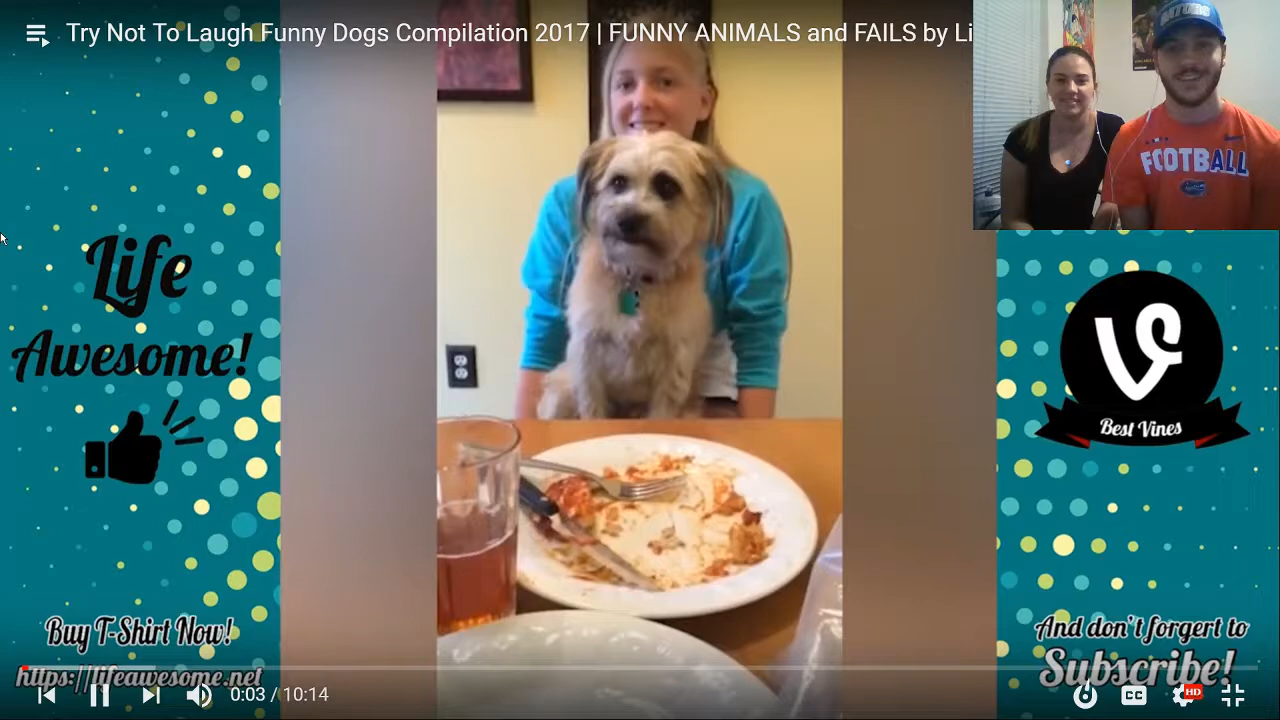 Try Not To Laugh Funny Dogs Compilation 2017 | FUNNY ANIMALS and FAILS by Li
FOOTBALL
Life
Awesome!
V
Best Vines
Buy T-Shirt Now!
https://lifeawesome.net
And don't forgert to
Subscribe!
0:03 / 10:14
CC
HD